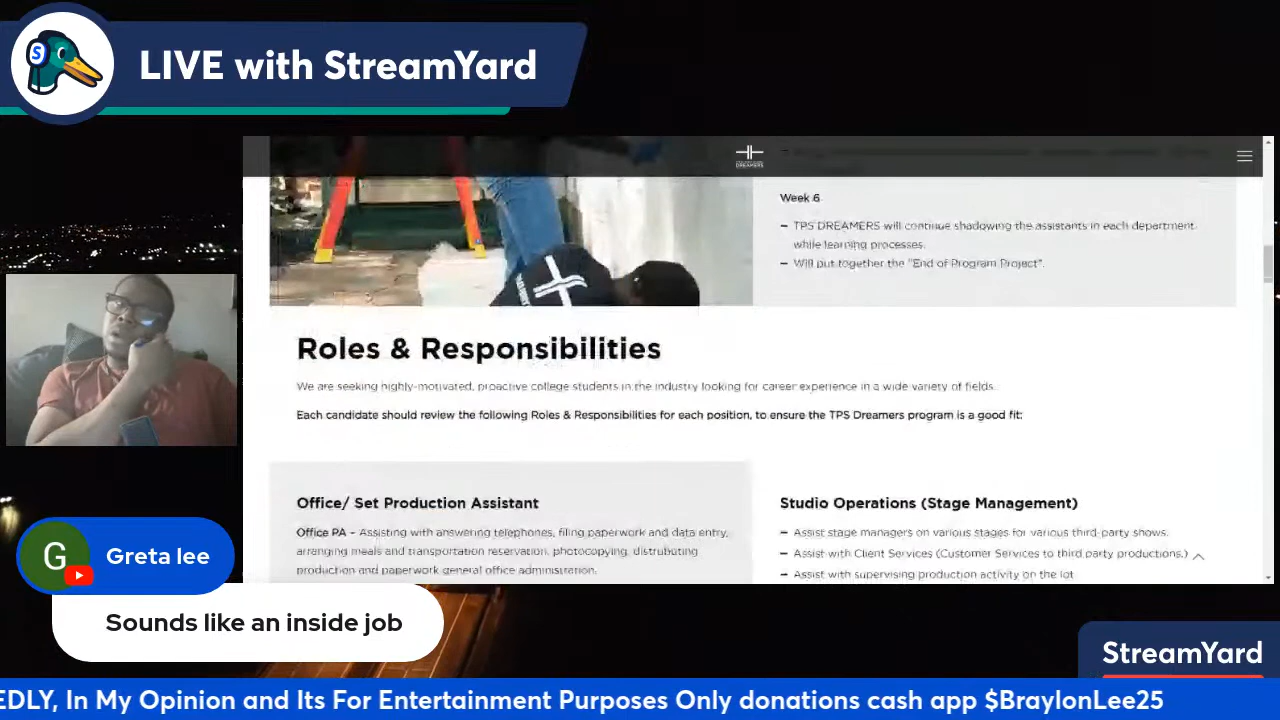 S
LIVE with StreamYard
DREAMERS
Week 6
– TPS DREAMERS will continue shadowing the assistants in each department
while learning processes.
– Will put together the "End of Program Project".
Roles & Responsibilities
We are seeking highly-motivated, proactive college students in the industry looking for career experience in a wide variety of fields.
Each candidate should review the following Roles & Responsibilities for each position, to ensure the TPS Dreamers program is a good fit:
Office/ Set Production Assistant
Office PA – Assisting with answering telephones, filing paperwork and data entry,
arranging meals and transportation reservation, photocopying, distributing
production and paperwork general office administration.
Studio Operations (Stage Management)
– Assist stage managers on various stages for various third-party shows.
– Assist with Client Services (Customer Services to third party productions.)
– Assist with supervising production activity on the lot
G
Greta lee
Sounds like an inside job
StreamYard
EDLY, In My Opinion and Its For Entertainment Purposes Only donations cash app $BraylonLee25